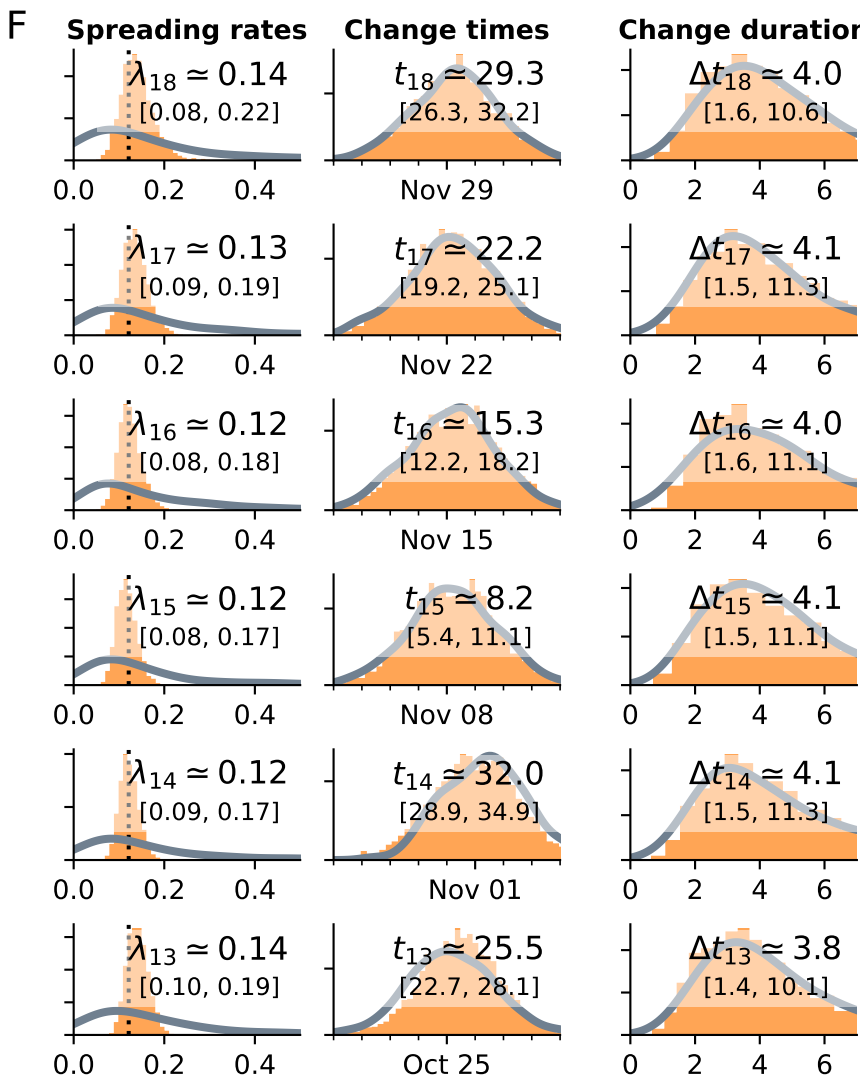 F
Spreading rates Change times Change duration
λ18 ≃ 0.14 t18 ≃ 29.3 Δt18 ≃ 4.0
[0.08, 0.22] [26.3, 32.2] [1.6, 10.6]
0.0 0.2 0.4 Nov 29 0 2 4 6
λ17 ≃ 0.13 t17 ≃ 22.2 Δt17 ≃ 4.1
[0.09, 0.19] [19.2, 25.1] [1.5, 11.3]
0.0 0.2 0.4 Nov 22 0 2 4 6
λ16 ≃ 0.12 t16 ≃ 15.3 Δt16 ≃ 4.0
[0.08, 0.18] [12.2, 18.2] [1.6, 11.1]
0.0 0.2 0.4 Nov 15 0 2 4 6
λ15 ≃ 0.12 t15 ≃ 8.2 Δt15 ≃ 4.1
[0.08, 0.17] [5.4, 11.1] [1.5, 11.1]
0.0 0.2 0.4 Nov 08 0 2 4 6
λ14 ≃ 0.12 t14 ≃ 32.0 Δt14 ≃ 4.1
[0.09, 0.17] [28.9, 34.9] [1.5, 11.3]
0.0 0.2 0.4 Nov 01 0 2 4 6
λ13 ≃ 0.14 t13 ≃ 25.5 Δt13 ≃ 3.8
[0.10, 0.19] [22.7, 28.1] [1.4, 10.1]
0.0 0.2 0.4 Oct 25 0 2 4 6